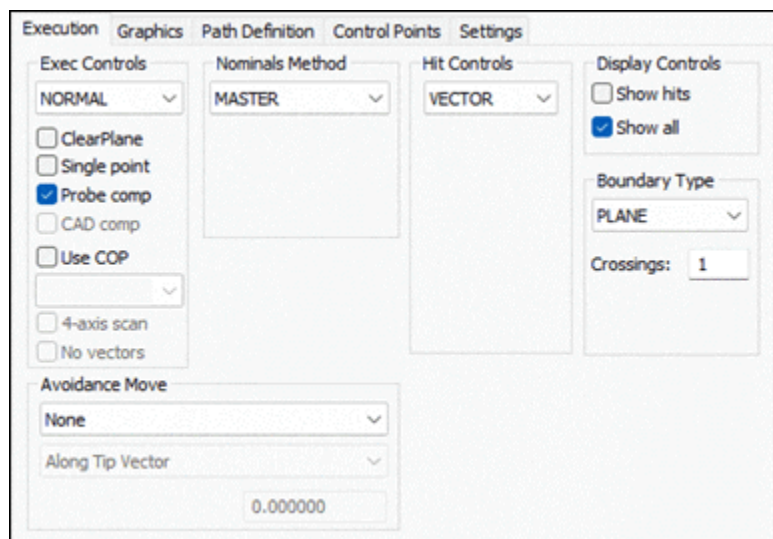 Execution Graphics Path Definition Control Points Settings
Exec Controls
NORMAL
ClearPlane
Single point
Probe comp
CAD comp
Use COP
4-axis scan
No vectors
Nominals Method
MASTER
Hit Controls
VECTOR
Display Controls
Show hits
Show all
Boundary Type
PLANE
Crossings: 1
Avoidance Move
None
Along Tip Vector
0.000000